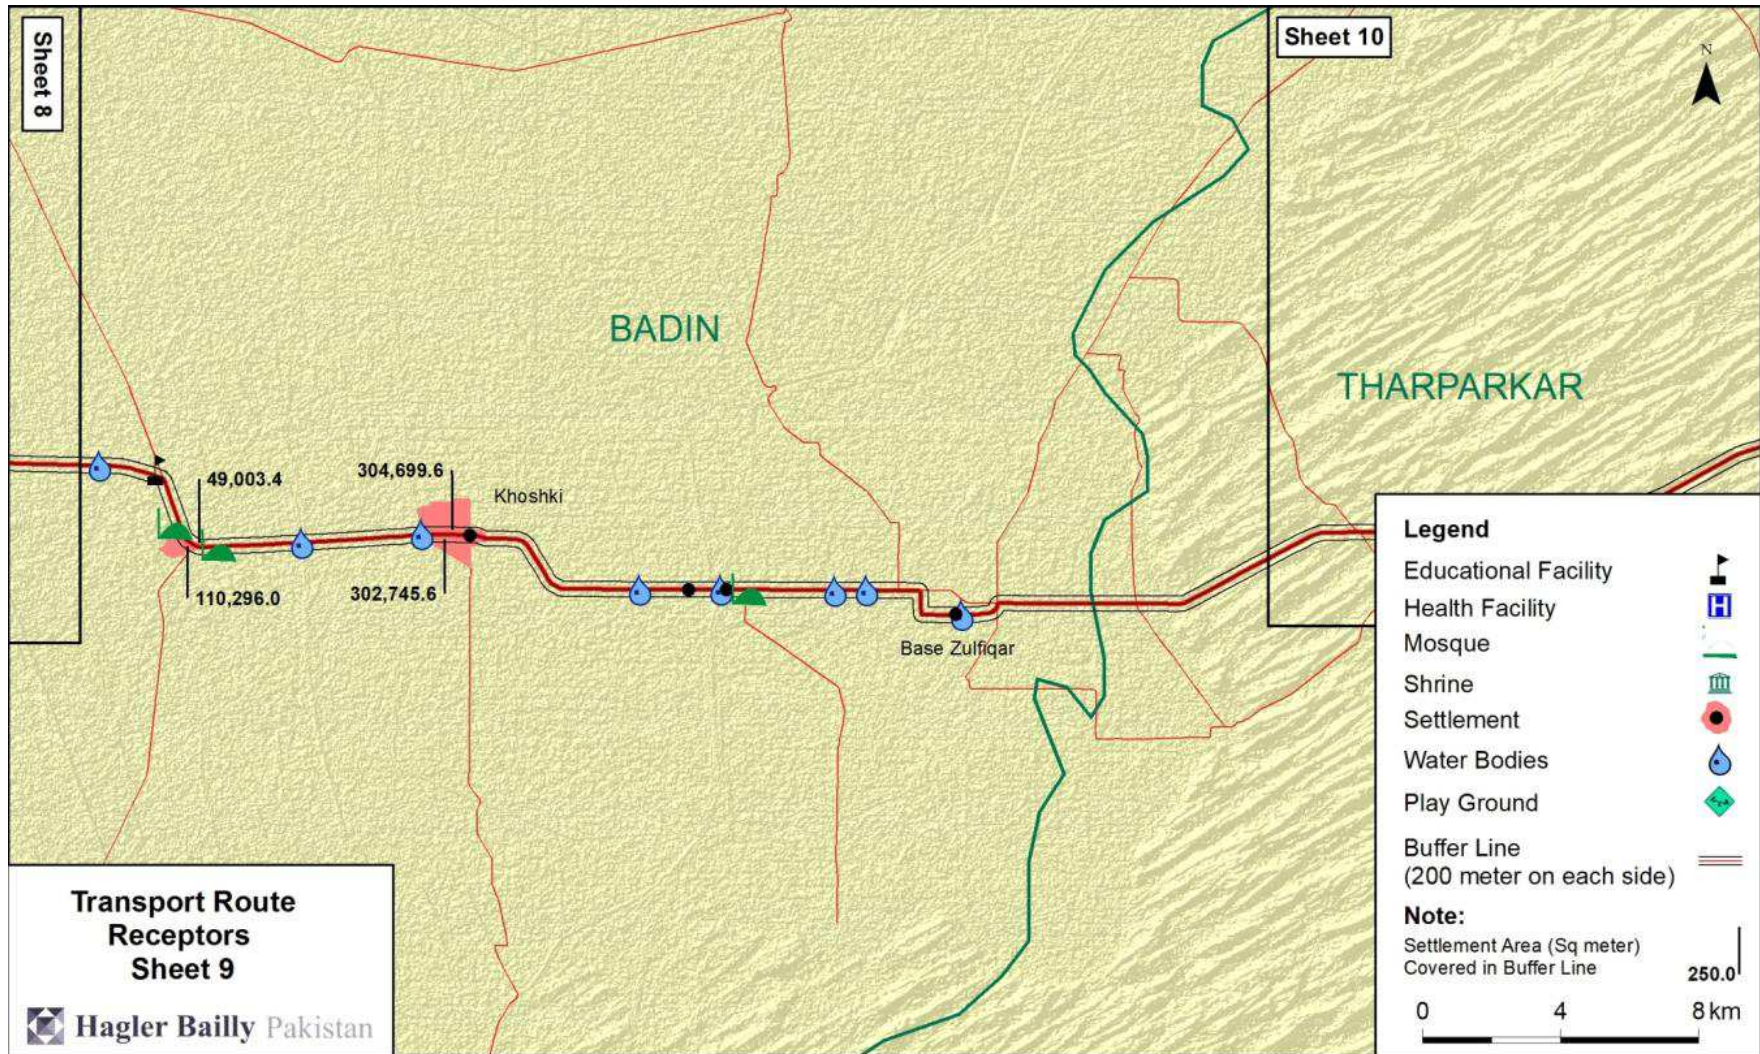 Sheet 8
Sheet 10
N
BADIN
THARPARKAR
49,003.4
304,699.6
Khoshki
110,296.0
302,745.6
Base Zulfiqar
Legend
Educational Facility
Health Facility
H
Mosque
Shrine
Settlement
Water Bodies
Play Ground
Buffer Line
(200 meter on each side)
Note:
Settlement Area (Sq meter)
Covered in Buffer Line
250.0
0 4 8 km
Transport Route
Receptors
Sheet 9
Hagler Bailly Pakistan